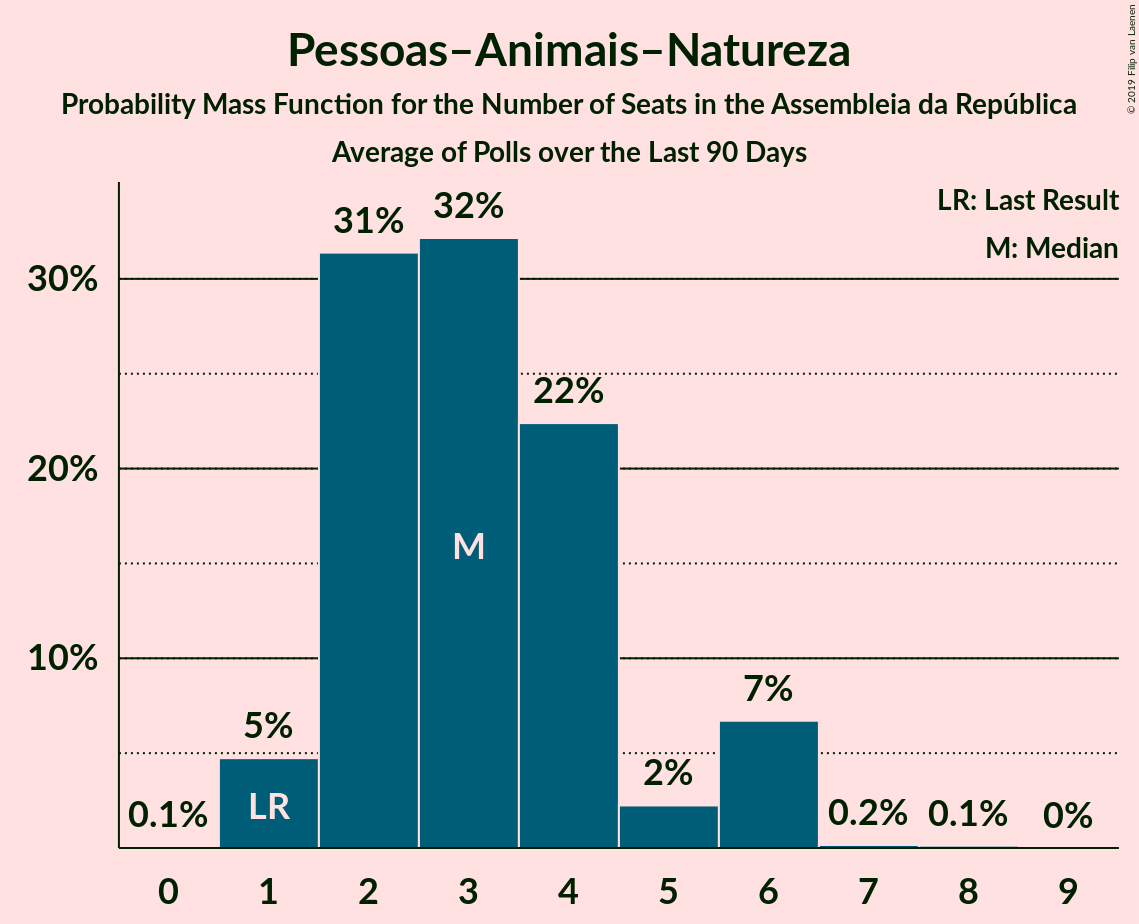 Pessoas–Animais–Natureza
Probability Mass Function for the Number of Seats in the Assembleia da República
Average of Polls over the Last 90 Days
© 2019 Filip van Laenen
LR: Last Result
M: Median
30%
20%
10%
0.1%
5%
31%
32%
22%
2%
7%
0.2%
0.1%
0%
LR
M
0 1 2 3 4 5 6 7 8 9